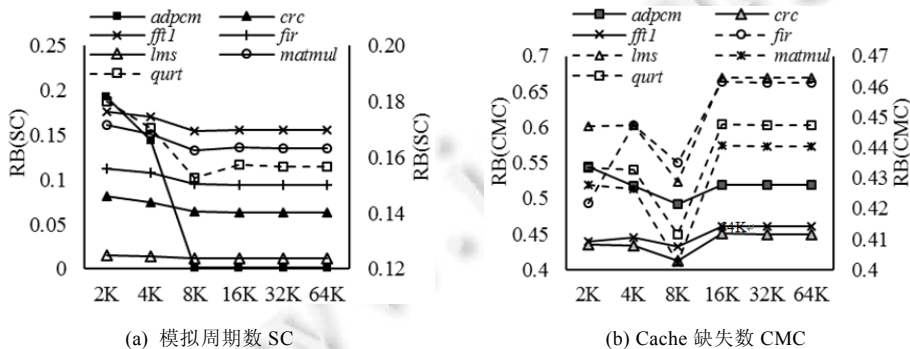 adpcm crc
fft1 fir
lms matmul
qurt
0.25
0.2
0.15
0.1
0.05
0
RB(SC)
0.20
0.18
0.16
0.14
0.12
RB(SC)
2K 4K 8K 16K 32K 64K
(a) 模拟周期数 SC
adpcm crc
fft1 fir
lms matmul
qurt
0.7
0.65
0.6
0.55
0.5
0.45
0.4
RB(CMC)
0.47
0.46
0.45
0.44
0.43
0.42
0.41
0.4
RB(CMC)
4K
2K 4K 8K 16K 32K 64K
(b) Cache 缺失数 CMC